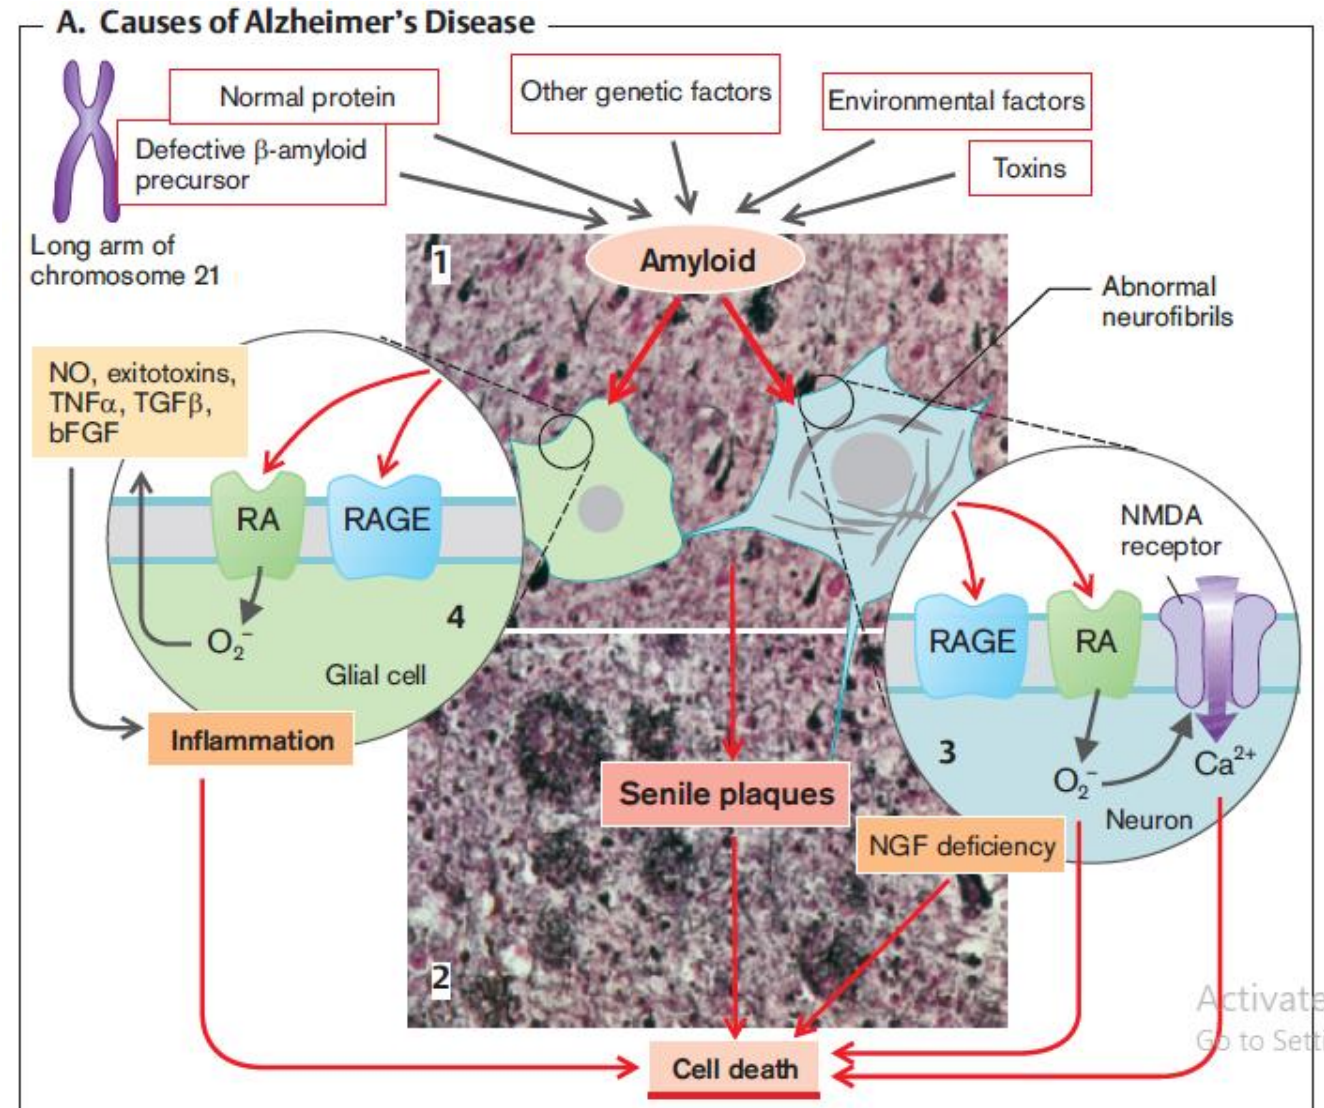 A. Causes of Alzheimer's Disease
Normal protein
Defective β-amyloid
precursor
Other genetic factors
Environmental factors
Toxins
Long arm of
chromosome 21
1
Amyloid
Abnormal
neurofibrils
NO, exitotoxins,
TNFα, TGFβ,
bFGF
RA
RAGE
O₂⁻
4
Glial cell
Inflammation
NMDA
receptor
RAGE
RA
3
O₂⁻
Ca²⁺
Neuron
Senile plaques
NGF deficiency
2
Cell death
Activate
Go to Setti